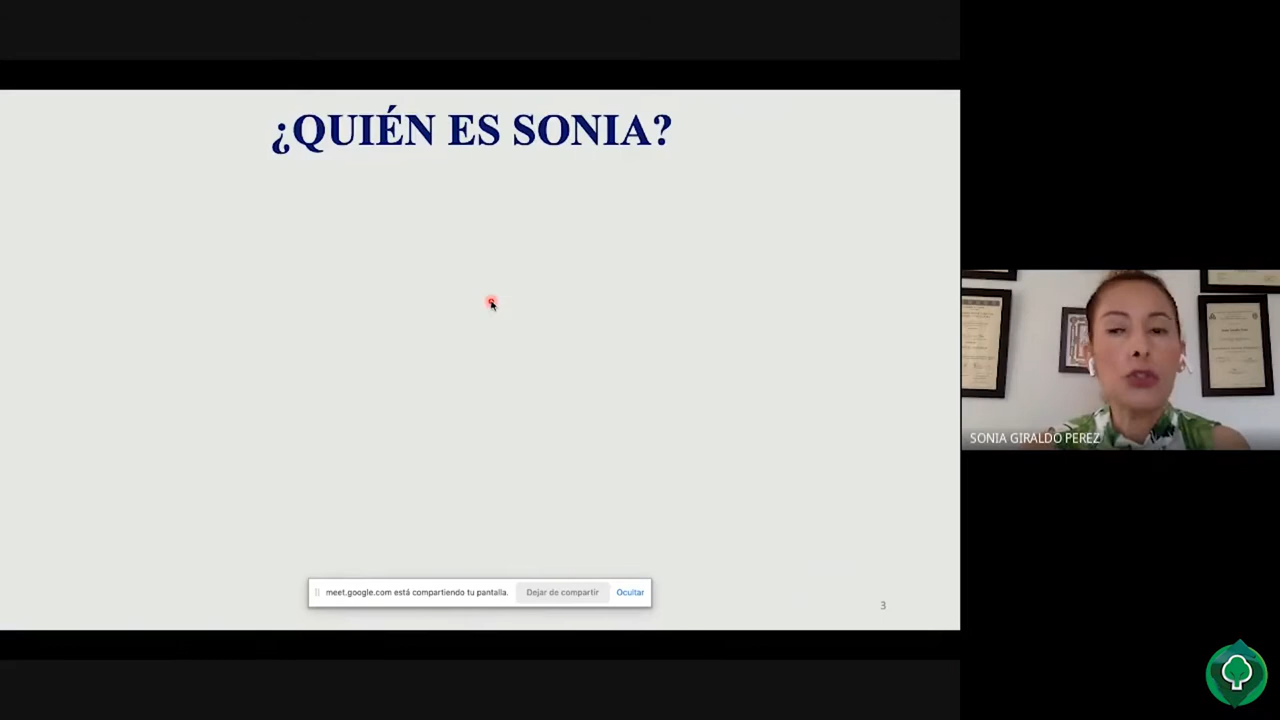 ¿QUIÉN ES SONIA?
SONIA GIRALDO PEREZ
meet.google.com está compartiendo tu pantalla.
Dejar de compartir
Ocultar
3